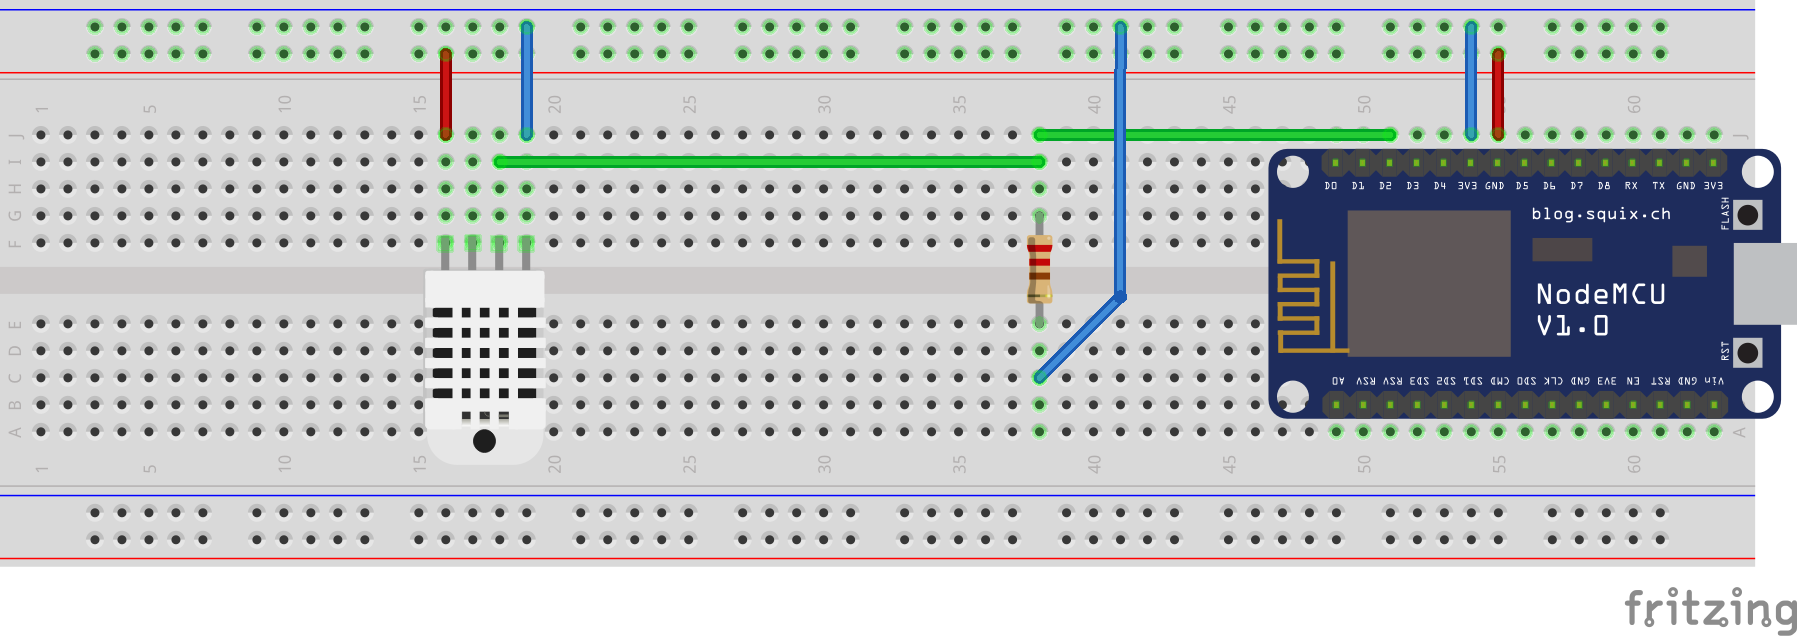 1 5 10 15 20 25 30 35 40 45 50 55 60
J J
I
H
G
F
D0 D1 D2 D3 D4 3V3 GND D5 D6 D7 D8 RX TX GND 3V3
FLASH
blog.squix.ch
NodeMCU
V1.0
RST
E
D
C
B
A A
A0 RSV RSV SD3 SD2 SD1 CMD SD0 CLK GND 3V3 EN RST GND Vin
1 5 10 15 20 25 30 35 40 45 50 55 60
fritzing